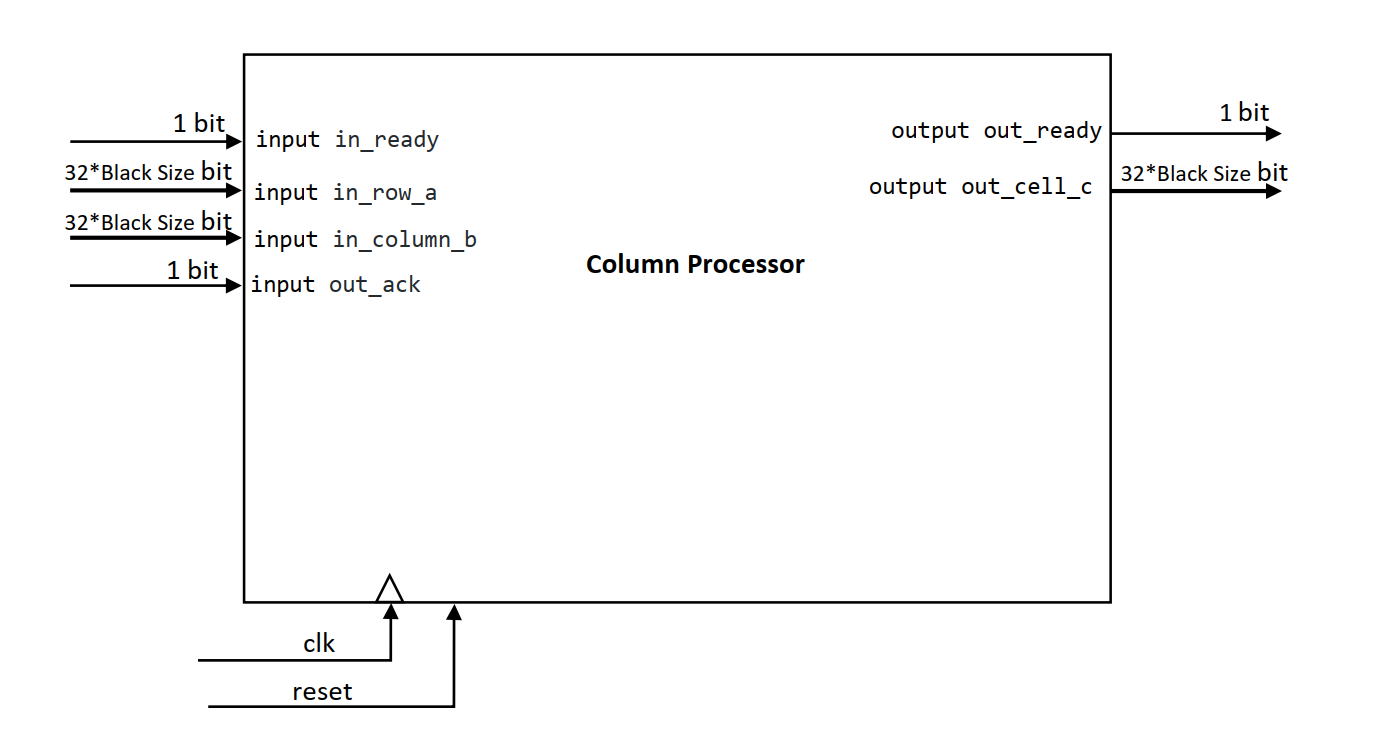 1 bit
input in_ready
32*Black Size bit
input in_row_a
32*Black Size bit
input in_column_b
1 bit
input out_ack
1 bit
output out_ready
32*Black Size bit
output out_cell_c
Column Processor
clk
reset